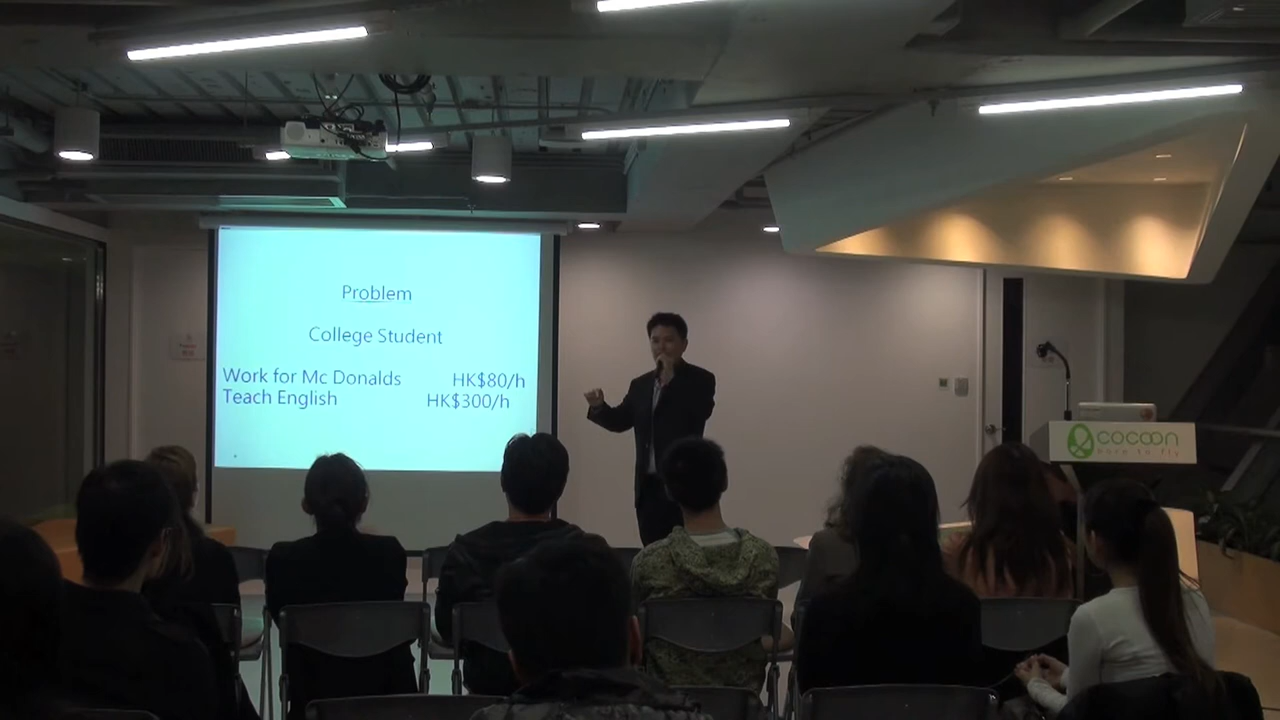 Problem
College Student
Work for Mc Donalds HK$80/h
Teach English HK$300/h
cocoon
born to fly